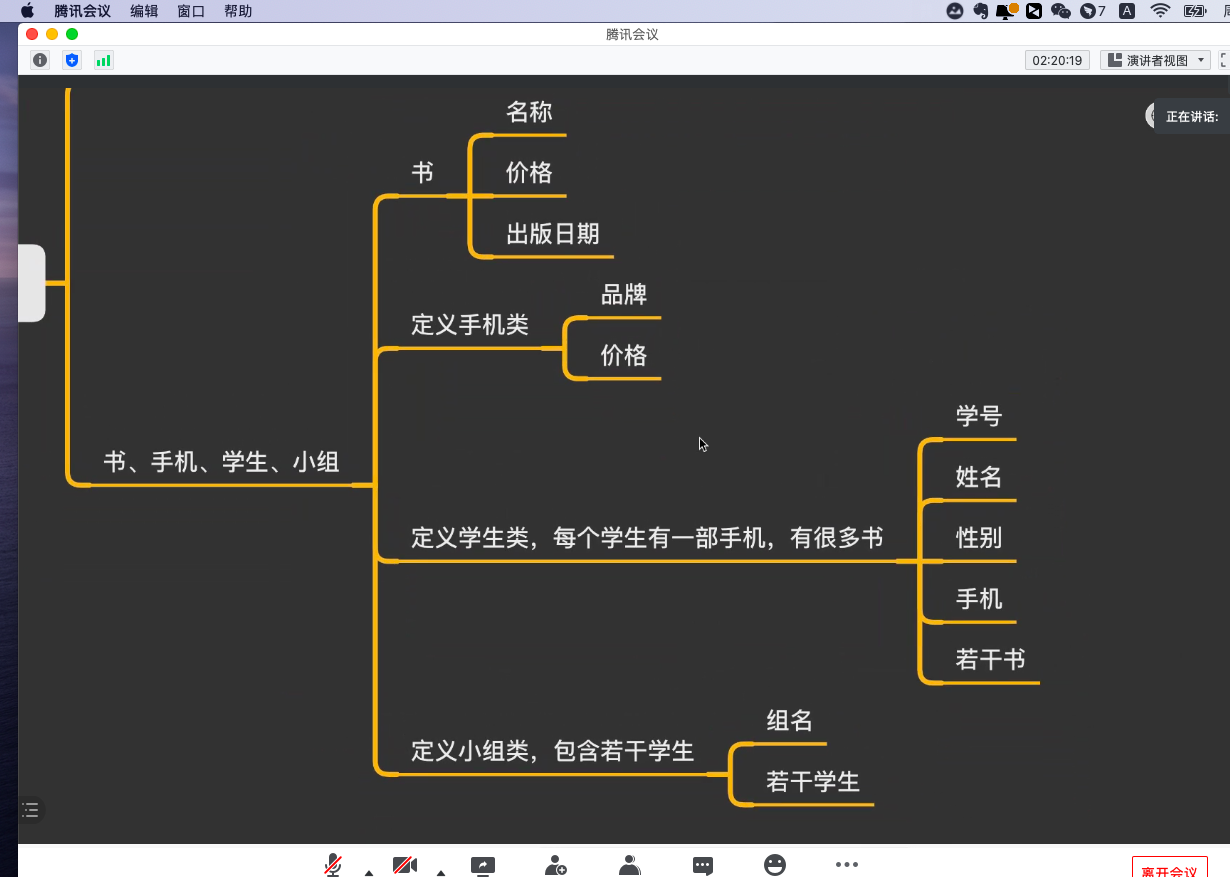 腾讯会议 编辑 窗口 帮助 7 A
腾讯会议
02:20:19 演讲者视图
正在讲话:
名称
书
价格
出版日期
品牌
定义手机类
价格
学号
书、手机、学生、小组
姓名
定义学生类，每个学生有一部手机，有很多书
性别
手机
若干书
组名
定义小组类，包含若干学生
若干学生
离开会议